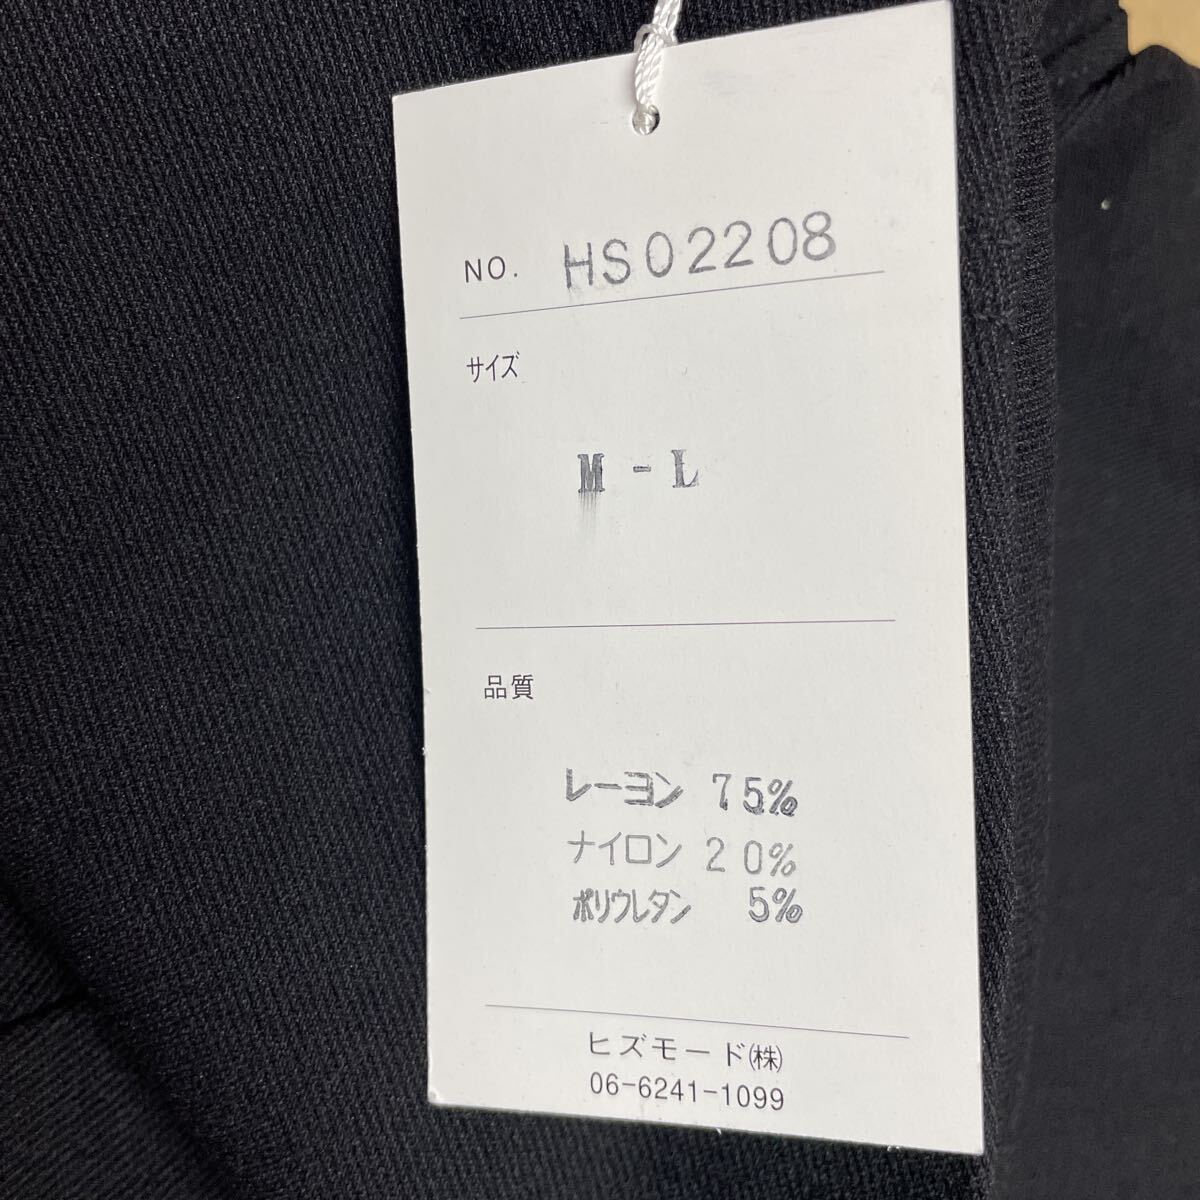 NO. HS02208
サイズ
M - L
品質
レーヨン 75%
ナイロン 20%
ポリウレタン 5%
ヒズモード㈱
06-6241-1099